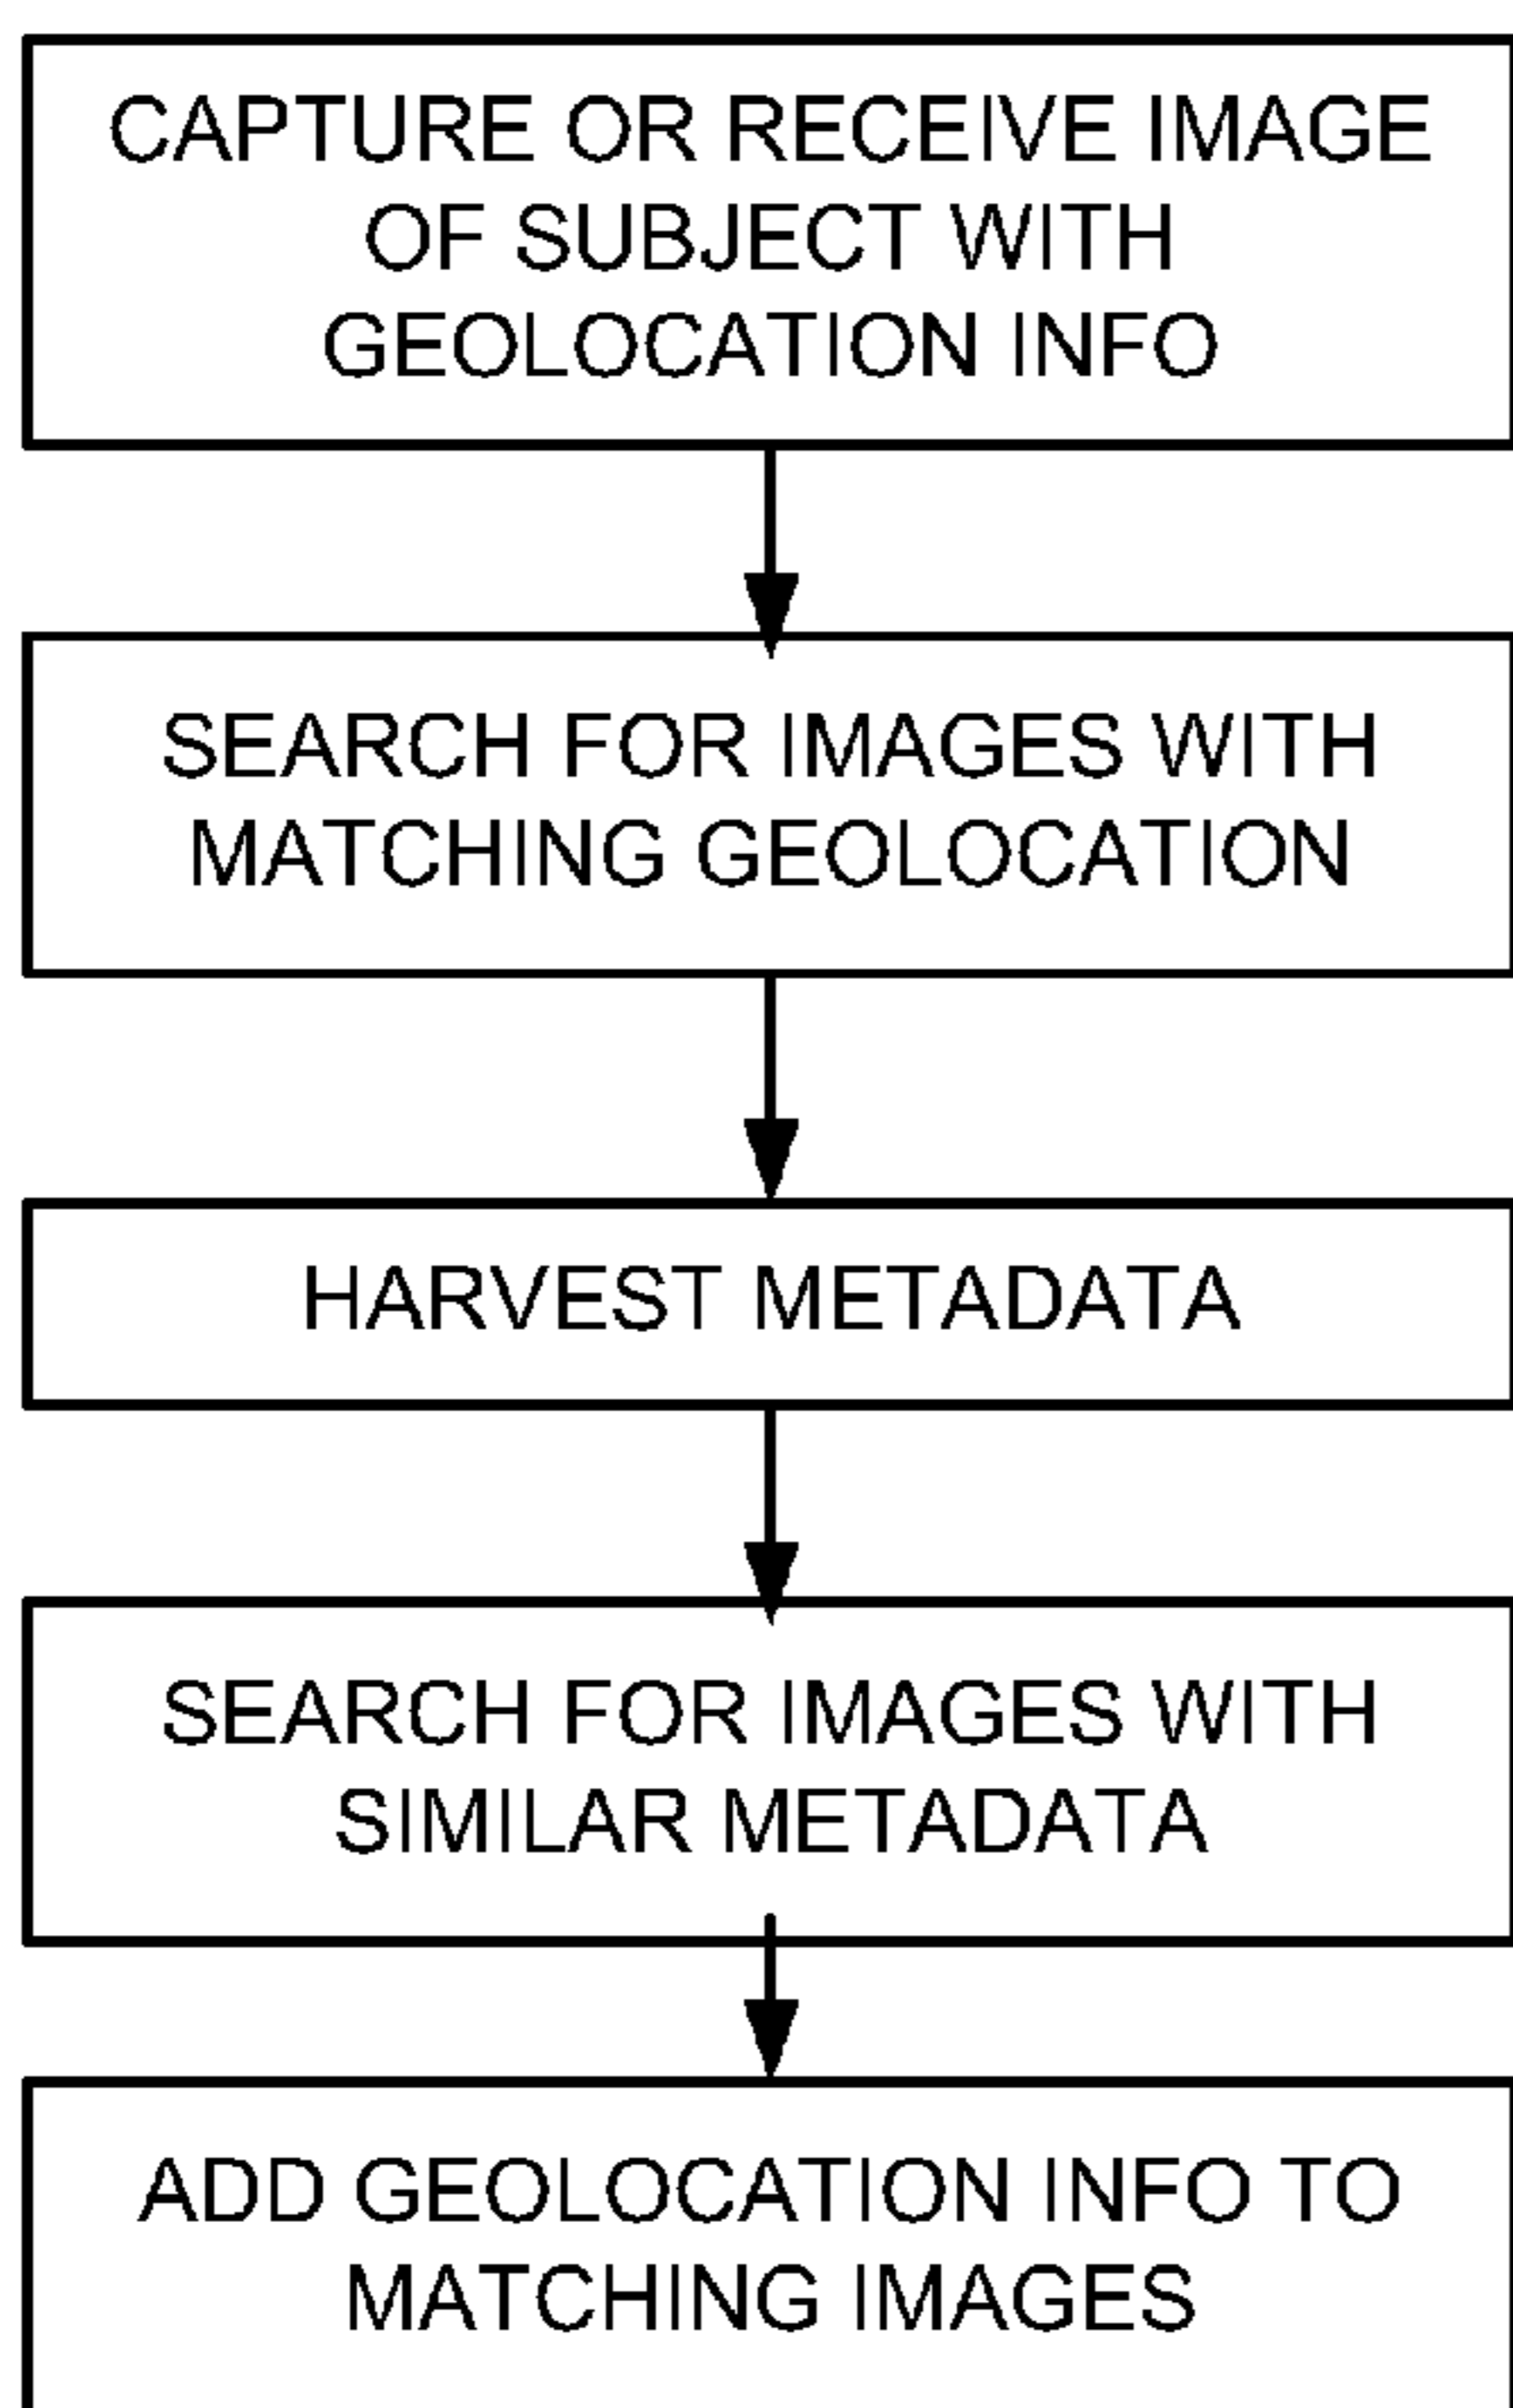 CAPTURE OR RECEIVE IMAGE
OF SUBJECT WITH
GEOLOCATION INFO
SEARCH FOR IMAGES WITH
MATCHING GEOLOCATION
HARVEST METADATA
SEARCH FOR IMAGES WITH
SIMILAR METADATA
ADD GEOLOCATION INFO TO
MATCHING IMAGES